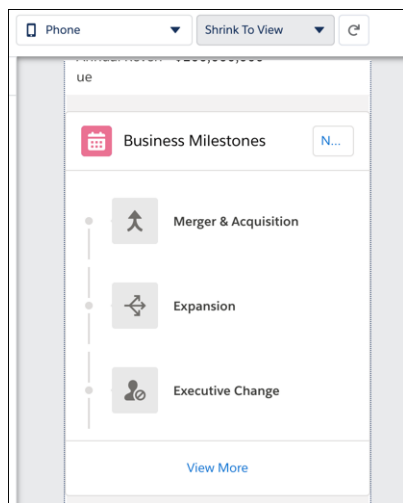 Phone
Shrink To View
ue
Business Milestones
N...
Merger & Acquisition
Expansion
Executive Change
View More